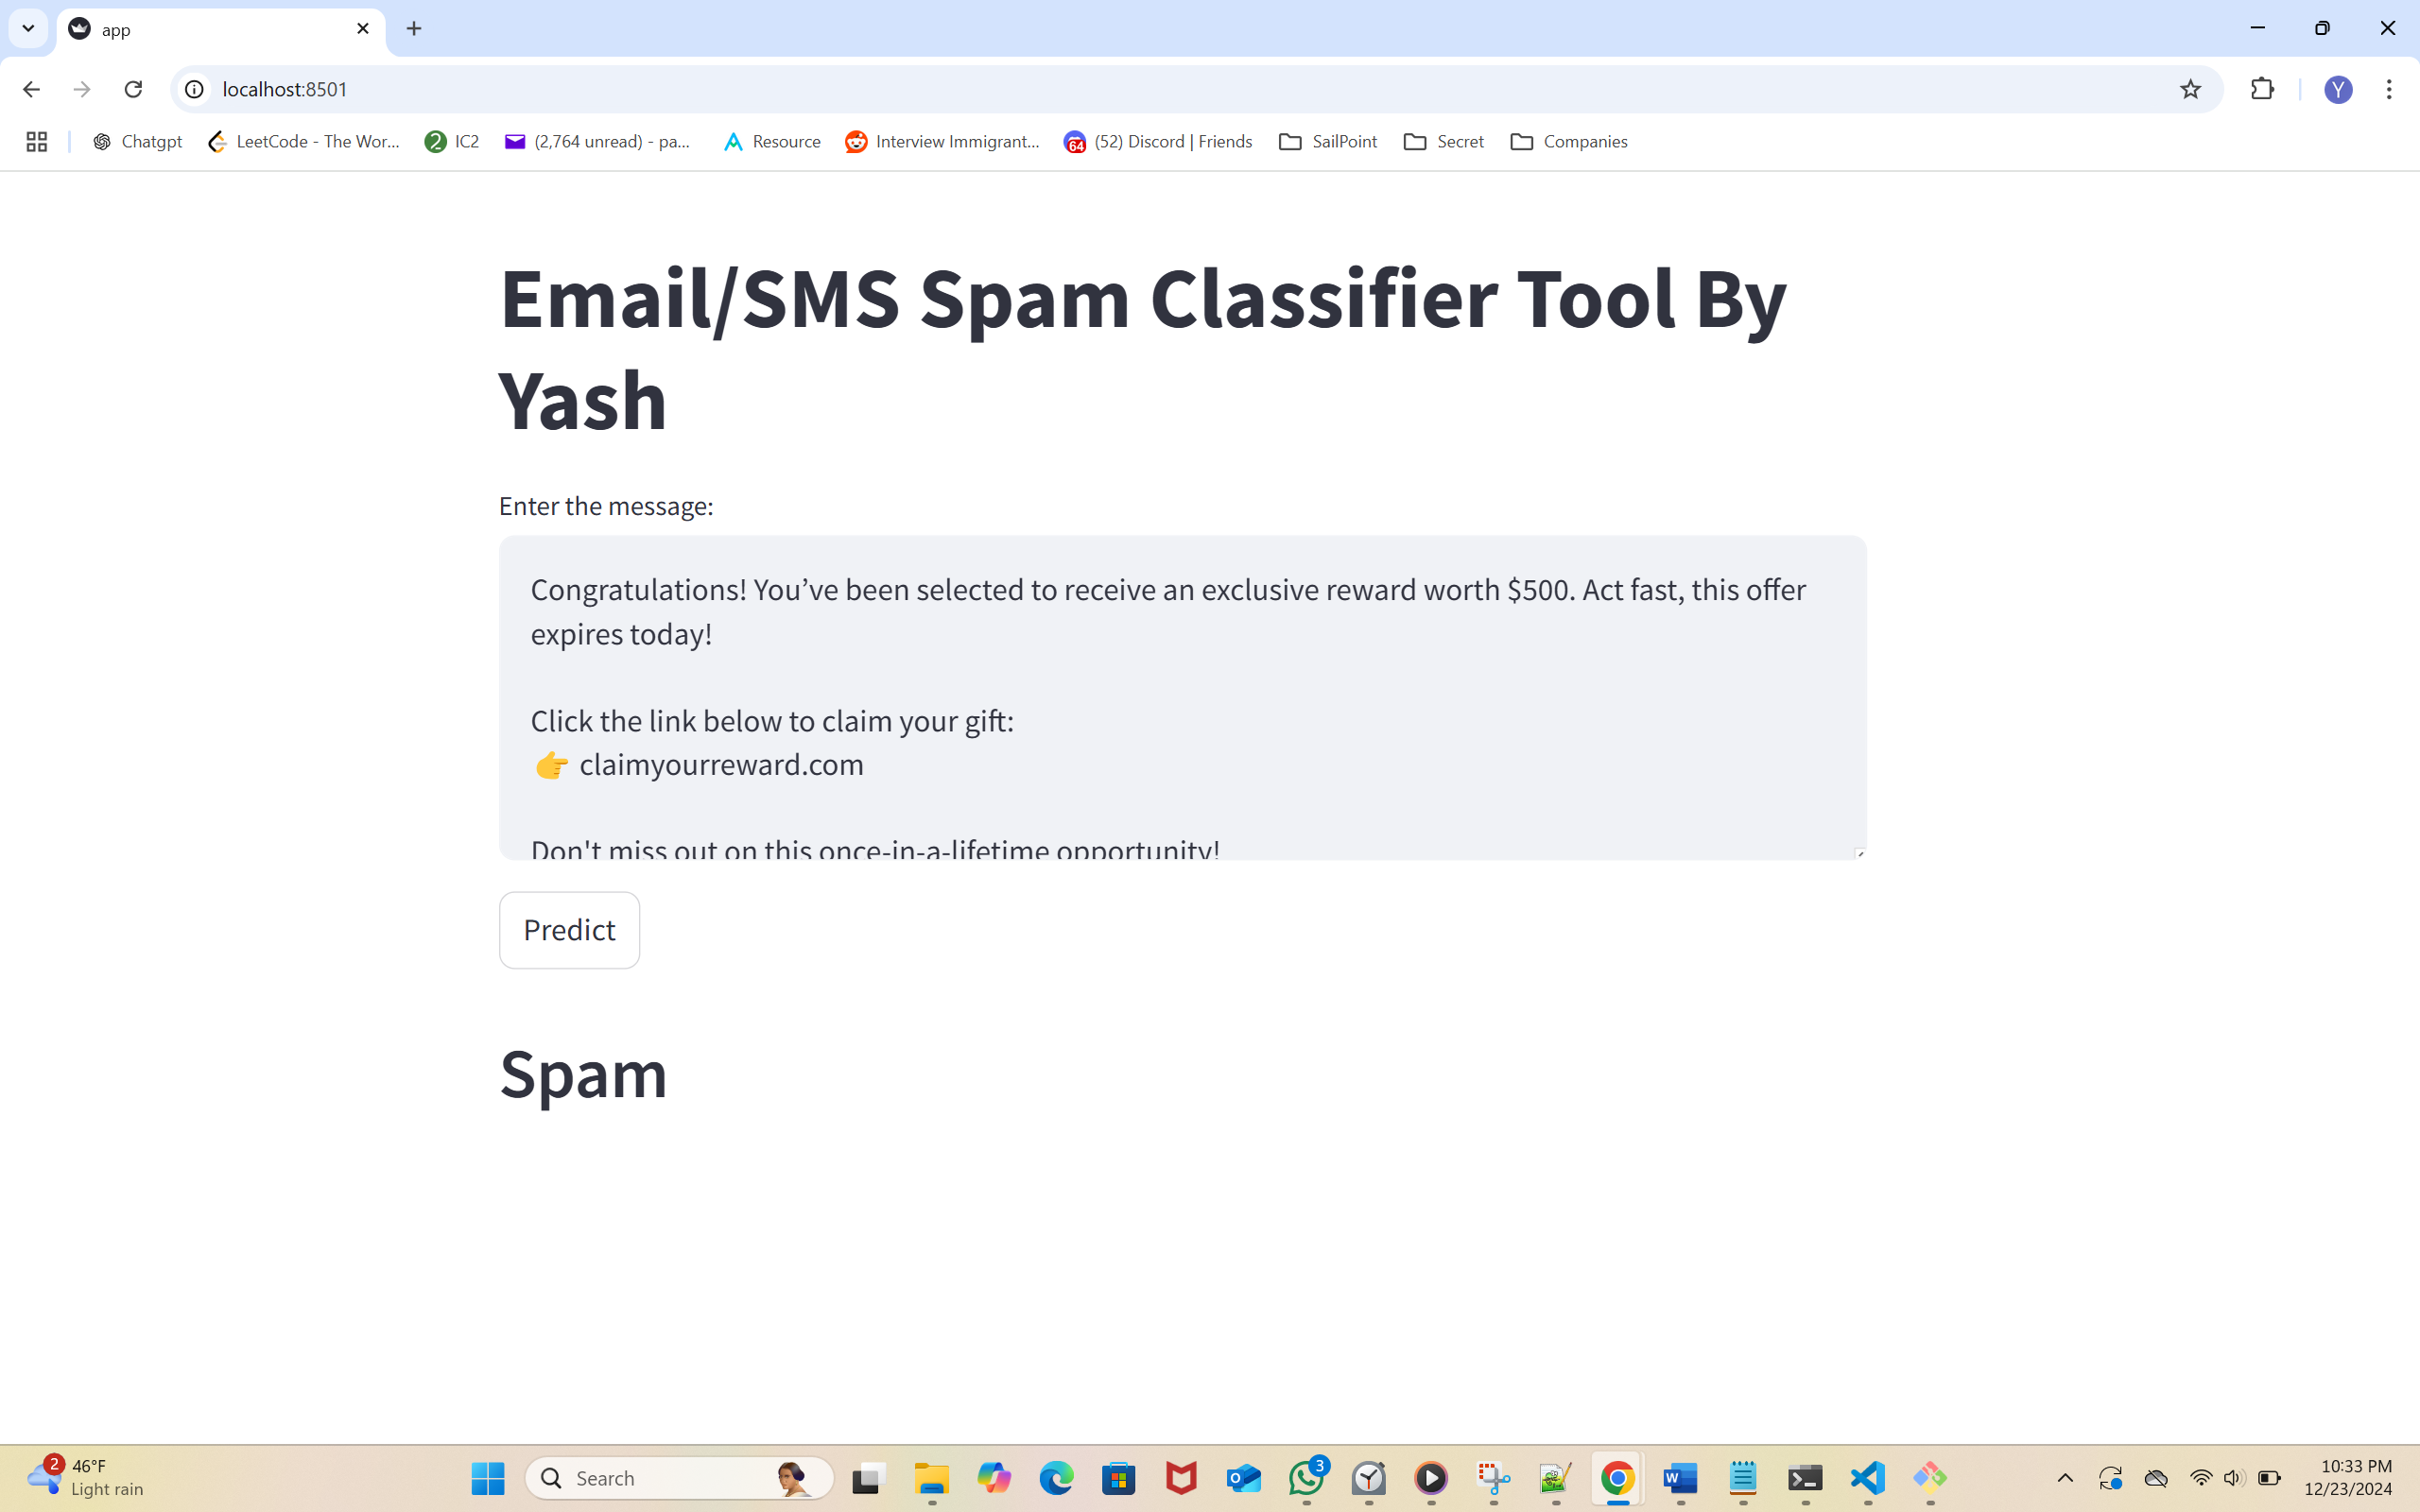 app
localhost:8501
Y
Chatgpt
LeetCode - The Wor...
2
IC2
(2,764 unread) - pa...
Resource
Interview Immigrant...
64
(52) Discord | Friends
SailPoint
Secret
Companies
Email/SMS Spam Classifier Tool By
Yash
Enter the message:
Congratulations! You’ve been selected to receive an exclusive reward worth $500. Act fast, this offer
expires today!
Click the link below to claim your gift:
👉 claimyourreward.com
Don't miss out on this once-in-a-lifetime opportunity!
Predict
Spam
2
46°F
Light rain
Search
3
10:33 PM
12/23/2024